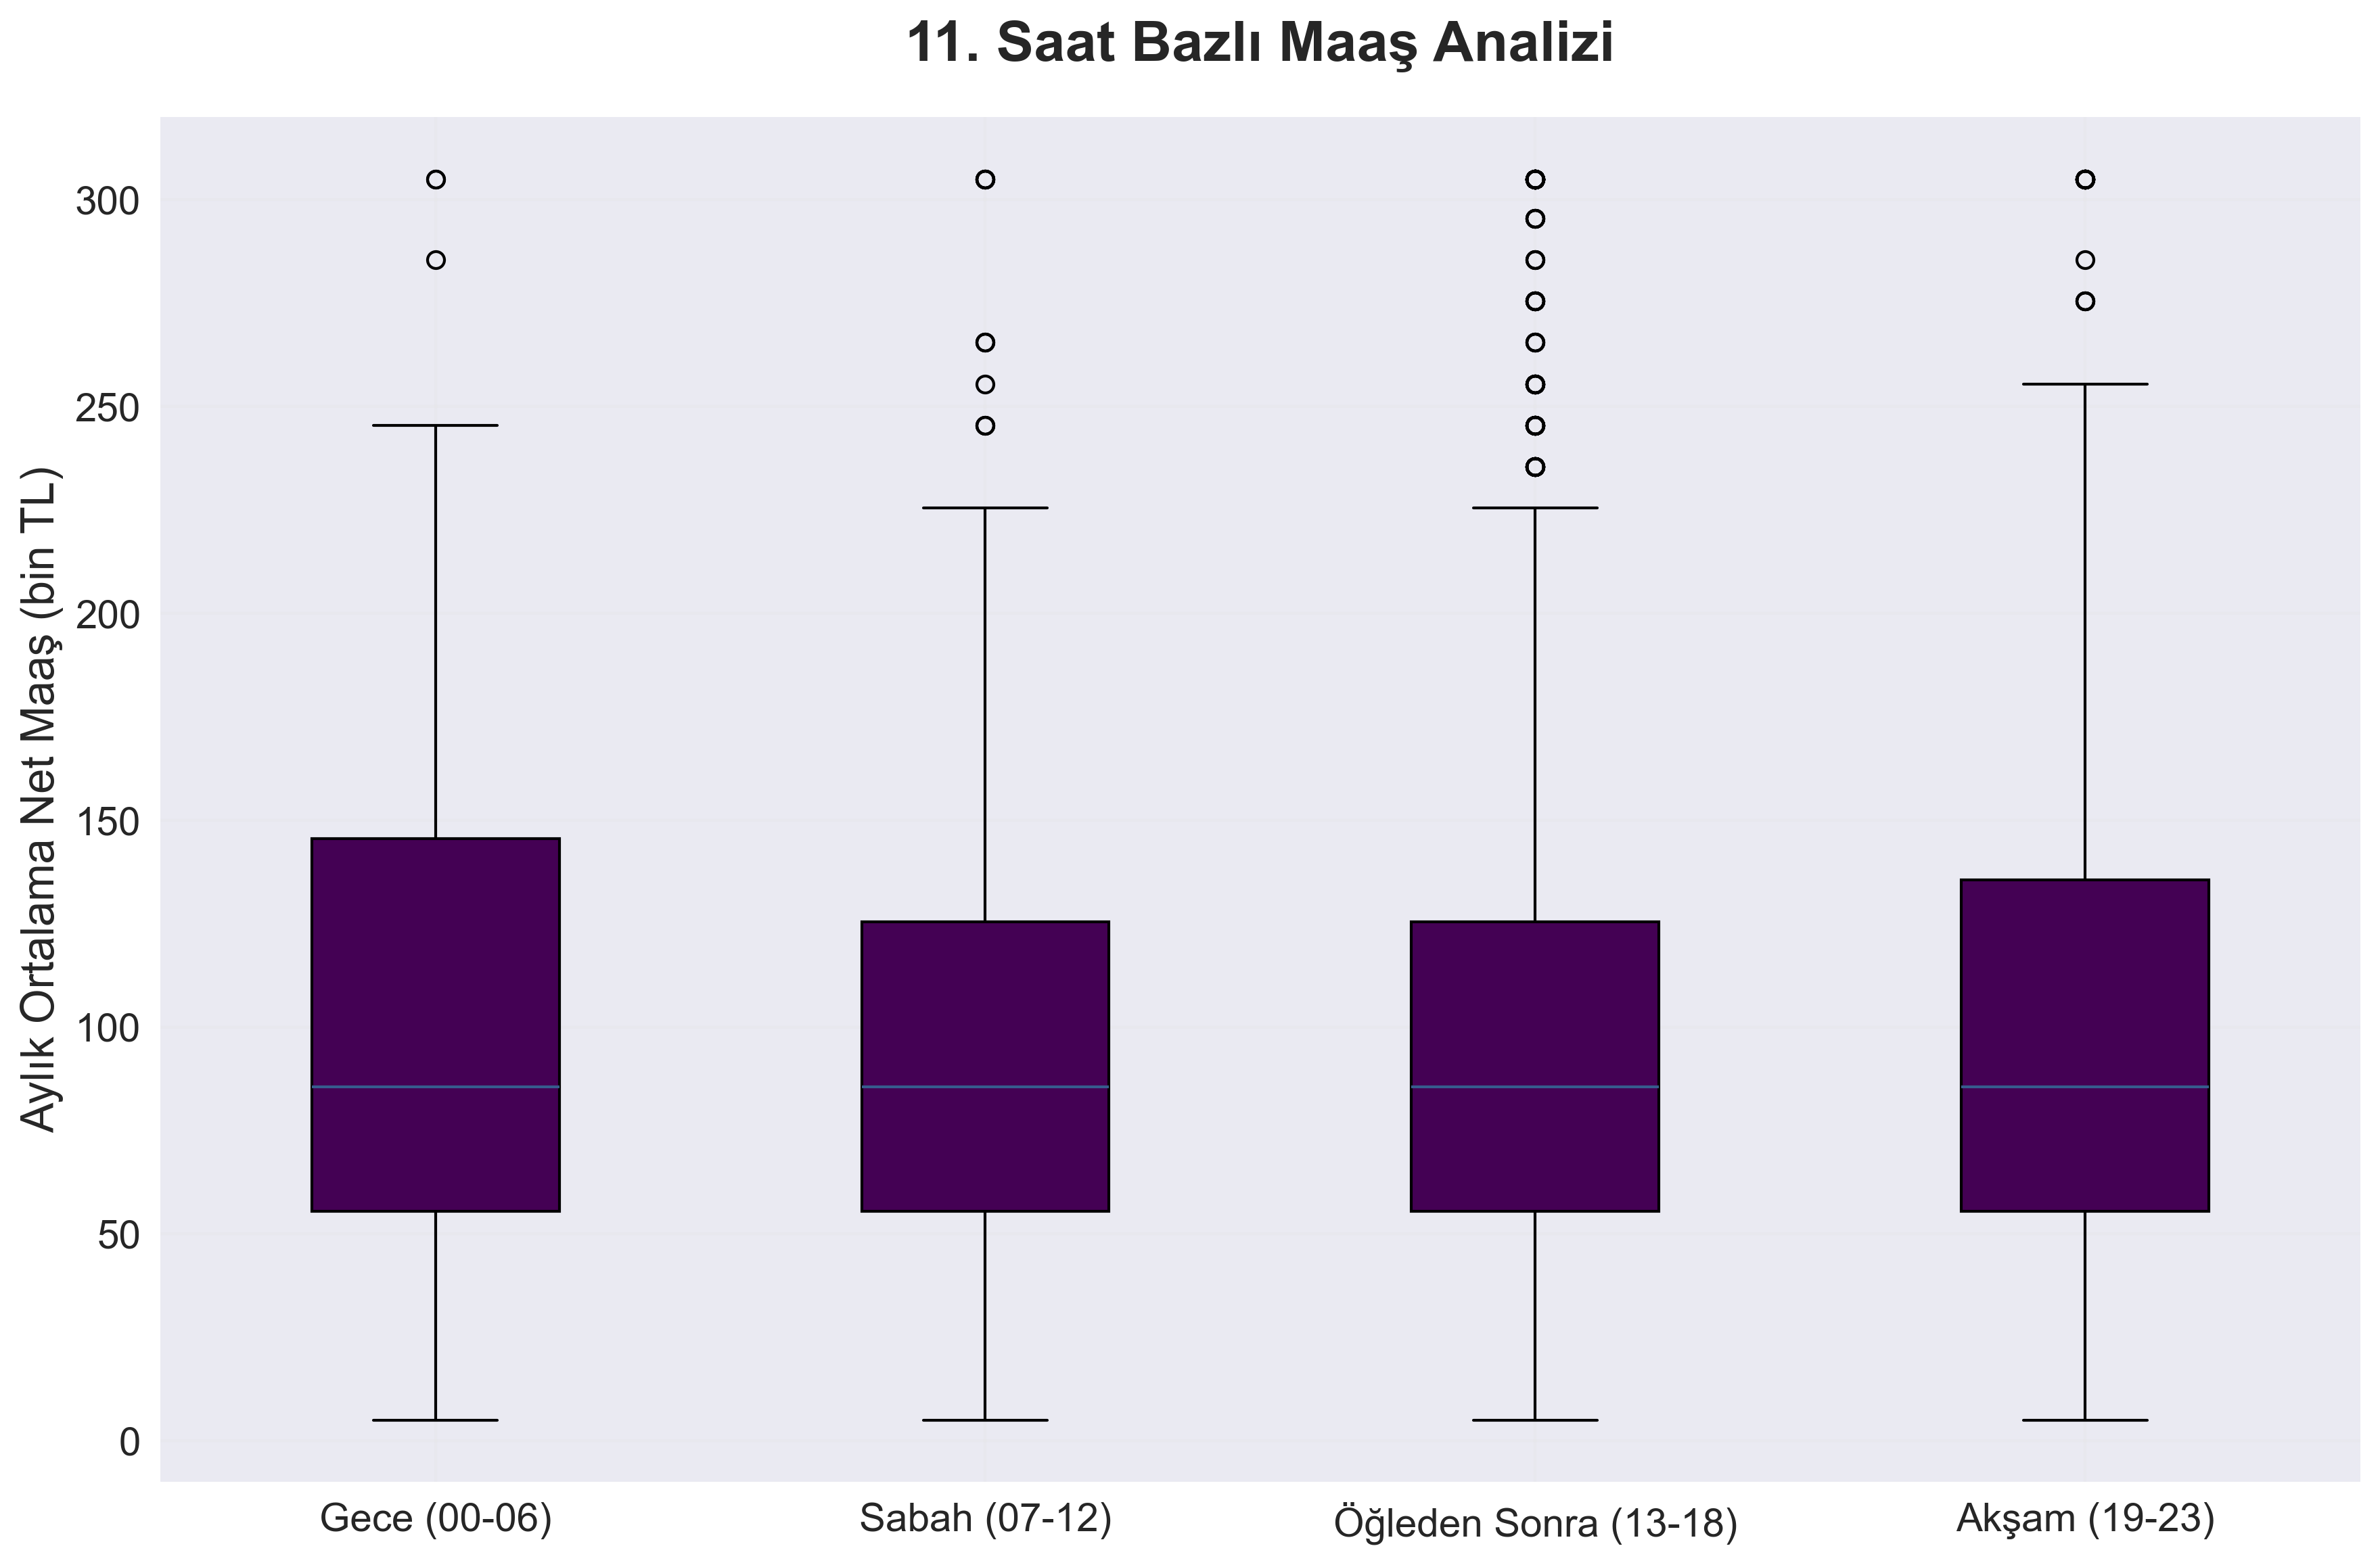 11. Saat Bazlı Maaş Analizi
Aylık Ortalama Net Maaş (bin TL)
300
250
200
150
100
50
0
Gece (00-06)
Sabah (07-12)
Öğleden Sonra (13-18)
Akşam (19-23)